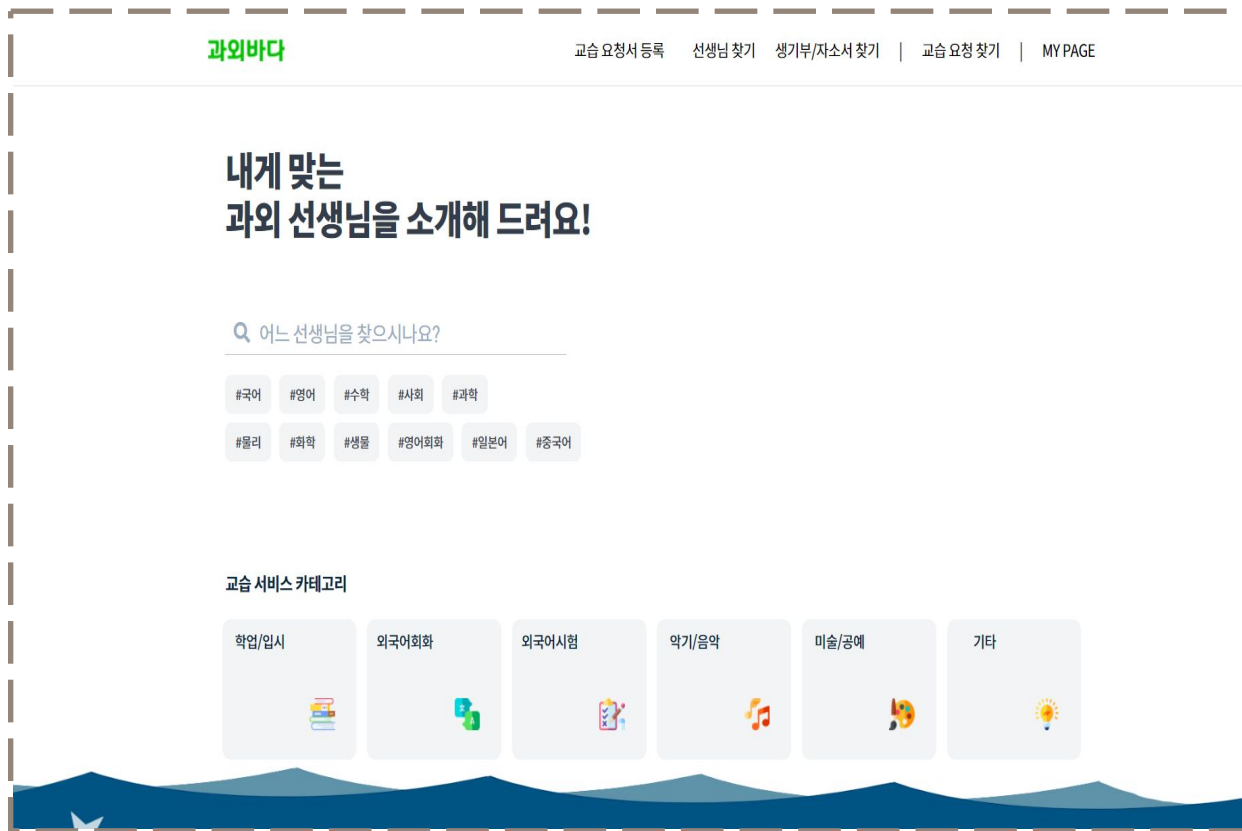 과외바다
교습 요청서 등록 선생님 찾기 생기부/자소서 찾기 | 교습 요청 찾기 | MY PAGE
내게 맞는
과외 선생님을 소개해 드려요!
어느 선생님을 찾으시나요?
#국어 #영어 #수학 #사회 #과학
#물리 #화학 #생물 #영어회화 #일본어 #중국어
교습 서비스 카테고리
학업/입시 외국어회화 외국어시험 악기/음악 미술/공예 기타